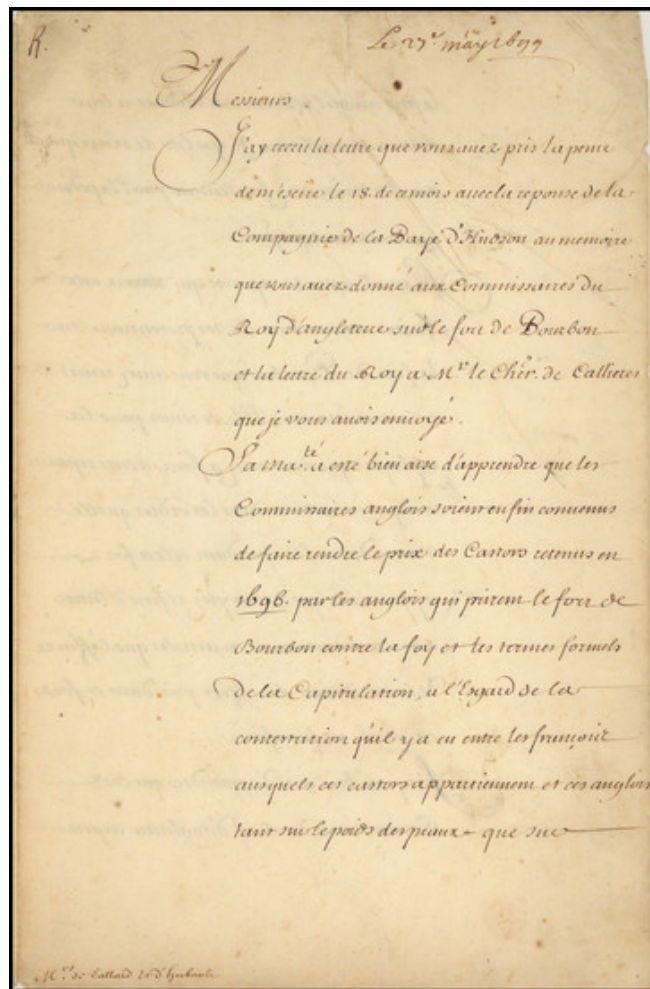 R.
Le 27e may 1699
Messieurs
J'ay receu la lettre que vous avez pris la peine
de m'escrire le 18. de ce mois avec la reponse de la
Compagnie de la Baye d'Hudson au memoire
que vous avez donné aux Commissaires du
Roy d'angleterre sur le fort de Bourbon
et la lettre du Roy a Mr. le Cher. de Callieres
que je vous avois envoyé.
Sa Ma.té a esté bien aise d'apprendre que les
Commissaires anglois soient enfin convenus
de faire rendre le prix des Castors retenus en
1696. par les anglois qui prirent le fort de
Bourbon contre la foy et les termes formels
de la Capitulation, a l'Egard de la
contestation qu'il y a eu entre les françois
ausquels ces castors appartiennent et ces anglois
tant sur le poids des peaux que sur
Mrs. de Tallard et d'Herbault